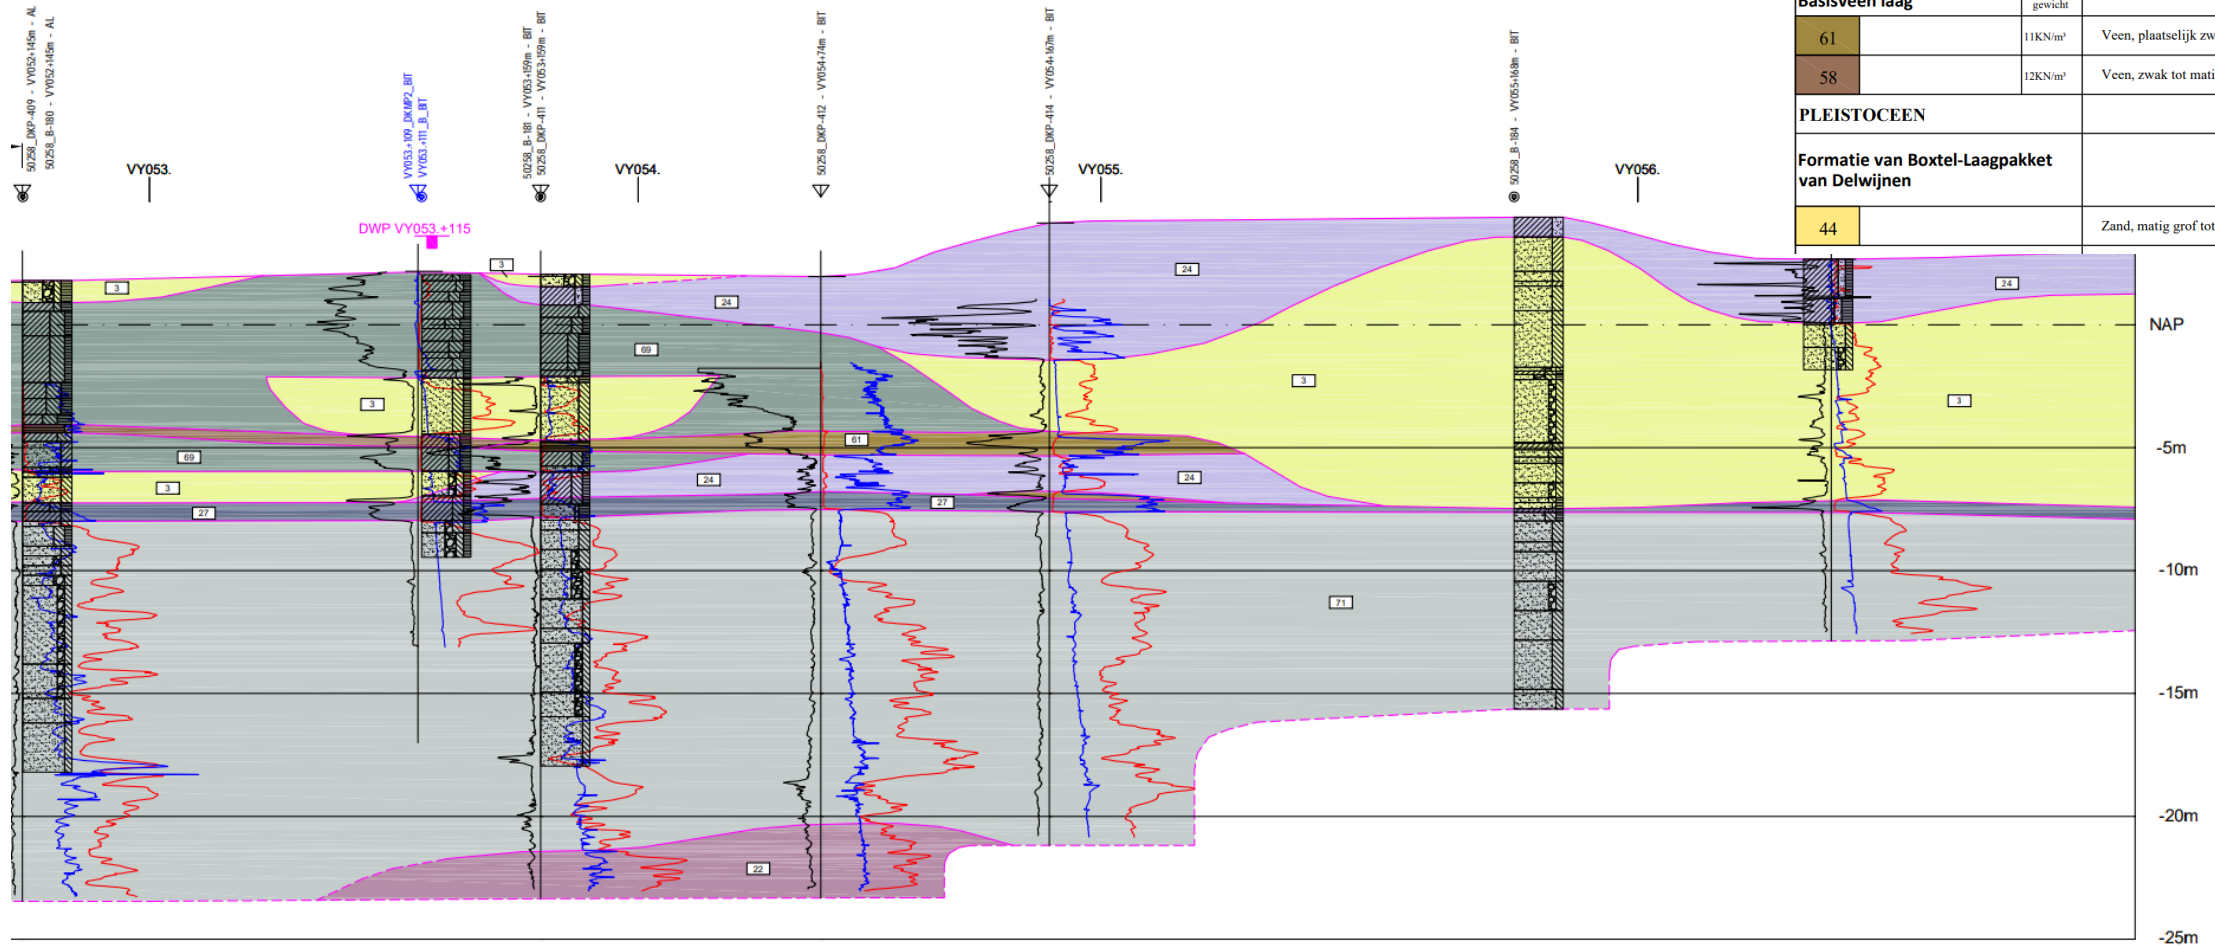 50258_DKP-409 - VY052+145m - AL
50258_B-180 - VY052+145m - AL
VY053.+109_DKMP2_BIT
VY053.+111_B_BIT
50258_B-181 - VY053+159m - BIT
50258_DKP-411 - VY053+159m - BIT
50258_DKP-412 - VY054+74m - BIT
50258_DKP-414 - VY054+167m - BIT
50258_B-184 - VY055+168m - BIT
Basisveen laag
gewicht
61
11KN/m³
Veen, plaatselijk zw
58
12KN/m³
Veen, zwak tot mati
PLEISTOCEEN
Formatie van Boxtel-Laagpakket
van Delwijnen
44
Zand, matig grof tot
VY053.
VY054.
VY055.
VY056.
DWP VY053.+115
3
3
24
24
24
NAP
69
3
3
3
61
-5m
69
24
24
3
27
27
-10m
71
-15m
-20m
22
-25m